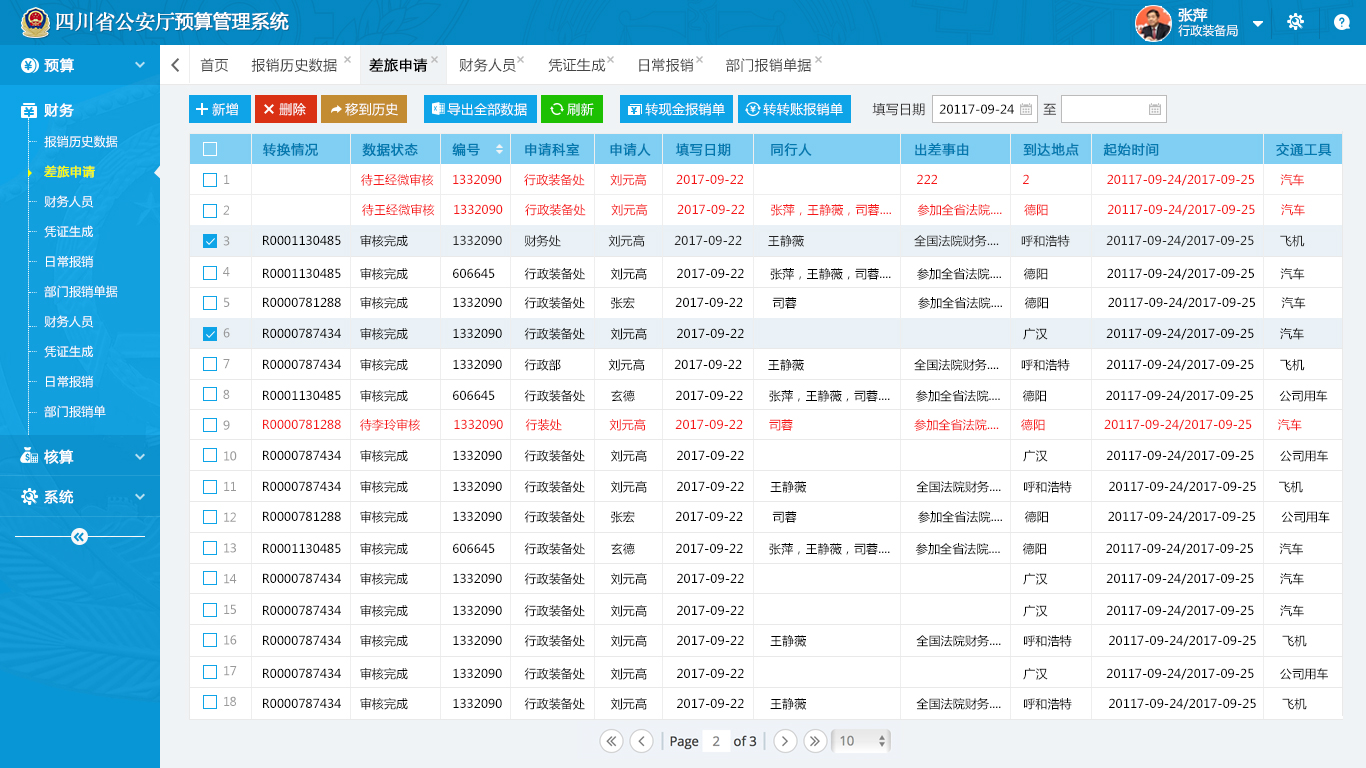 四川省公安厅预算管理系统
张萍
行政装备局
预算
财务
报销历史数据
差旅申请
财务人员
凭证生成
日常报销
部门报销单据
财务人员
凭证生成
日常报销
部门报销单
核算
系统
首页 报销历史数据 差旅申请 财务人员 凭证生成 日常报销 部门报销单据
新增 删除 移到历史 导出全部数据 刷新 转现金报销单 转转账报销单 填写日期 20117-09-24 至
转换情况 数据状态 编号 申请科室 申请人 填写日期 同行人 出差事由 到达地点 起始时间 交通工具
1 待王经微审核 1332090 行政装备处 刘元高 2017-09-22 222 2 20117-09-24/2017-09-25 汽车
2 待王经微审核 1332090 行政装备处 刘元高 2017-09-22 张萍，王静薇，司蓉.... 参加全省法院.... 德阳 20117-09-24/2017-09-25 汽车
3 R0001130485 审核完成 1332090 财务处 刘元高 2017-09-22 王静薇 全国法院财务.... 呼和浩特 20117-09-24/2017-09-25 飞机
4 R0001130485 审核完成 606645 行政装备处 刘元高 2017-09-22 张萍，王静薇，司蓉.... 参加全省法院.... 德阳 20117-09-24/2017-09-25 汽车
5 R0000781288 审核完成 1332090 行政装备处 张宏 2017-09-22 司蓉 参加全省法院.... 德阳 20117-09-24/2017-09-25 汽车
6 R0000787434 审核完成 1332090 行政装备处 刘元高 2017-09-22 广汉 20117-09-24/2017-09-25 汽车
7 R0000787434 审核完成 1332090 行政部 刘元高 2017-09-22 王静薇 全国法院财务.... 呼和浩特 20117-09-24/2017-09-25 飞机
8 R0001130485 审核完成 606645 行政装备处 玄德 2017-09-22 张萍，王静薇，司蓉.... 参加全省法院.... 德阳 20117-09-24/2017-09-25 公司用车
9 R0000781288 待李玲审核 1332090 行装处 刘元高 2017-09-22 司蓉 参加全省法院.... 德阳 20117-09-24/2017-09-25 汽车
10 R0000787434 审核完成 1332090 行政装备处 刘元高 2017-09-22 广汉 20117-09-24/2017-09-25 公司用车
11 R0000787434 审核完成 1332090 行政装备处 刘元高 2017-09-22 王静薇 全国法院财务.... 呼和浩特 20117-09-24/2017-09-25 飞机
12 R0000781288 审核完成 1332090 行政装备处 张宏 2017-09-22 司蓉 参加全省法院.... 德阳 20117-09-24/2017-09-25 公司用车
13 R0001130485 审核完成 606645 行政装备处 玄德 2017-09-22 张萍，王静薇，司蓉.... 参加全省法院.... 德阳 20117-09-24/2017-09-25 汽车
14 R0000787434 审核完成 1332090 行政装备处 刘元高 2017-09-22 广汉 20117-09-24/2017-09-25 汽车
15 R0000787434 审核完成 1332090 行政装备处 刘元高 2017-09-22 广汉 20117-09-24/2017-09-25 汽车
16 R0000787434 审核完成 1332090 行政装备处 刘元高 2017-09-22 王静薇 全国法院财务.... 呼和浩特 20117-09-24/2017-09-25 飞机
17 R0000787434 审核完成 1332090 行政装备处 刘元高 2017-09-22 广汉 20117-09-24/2017-09-25 公司用车
18 R0000787434 审核完成 1332090 行政装备处 刘元高 2017-09-22 王静薇 全国法院财务.... 呼和浩特 20117-09-24/2017-09-25 飞机
Page 2 of 3 10